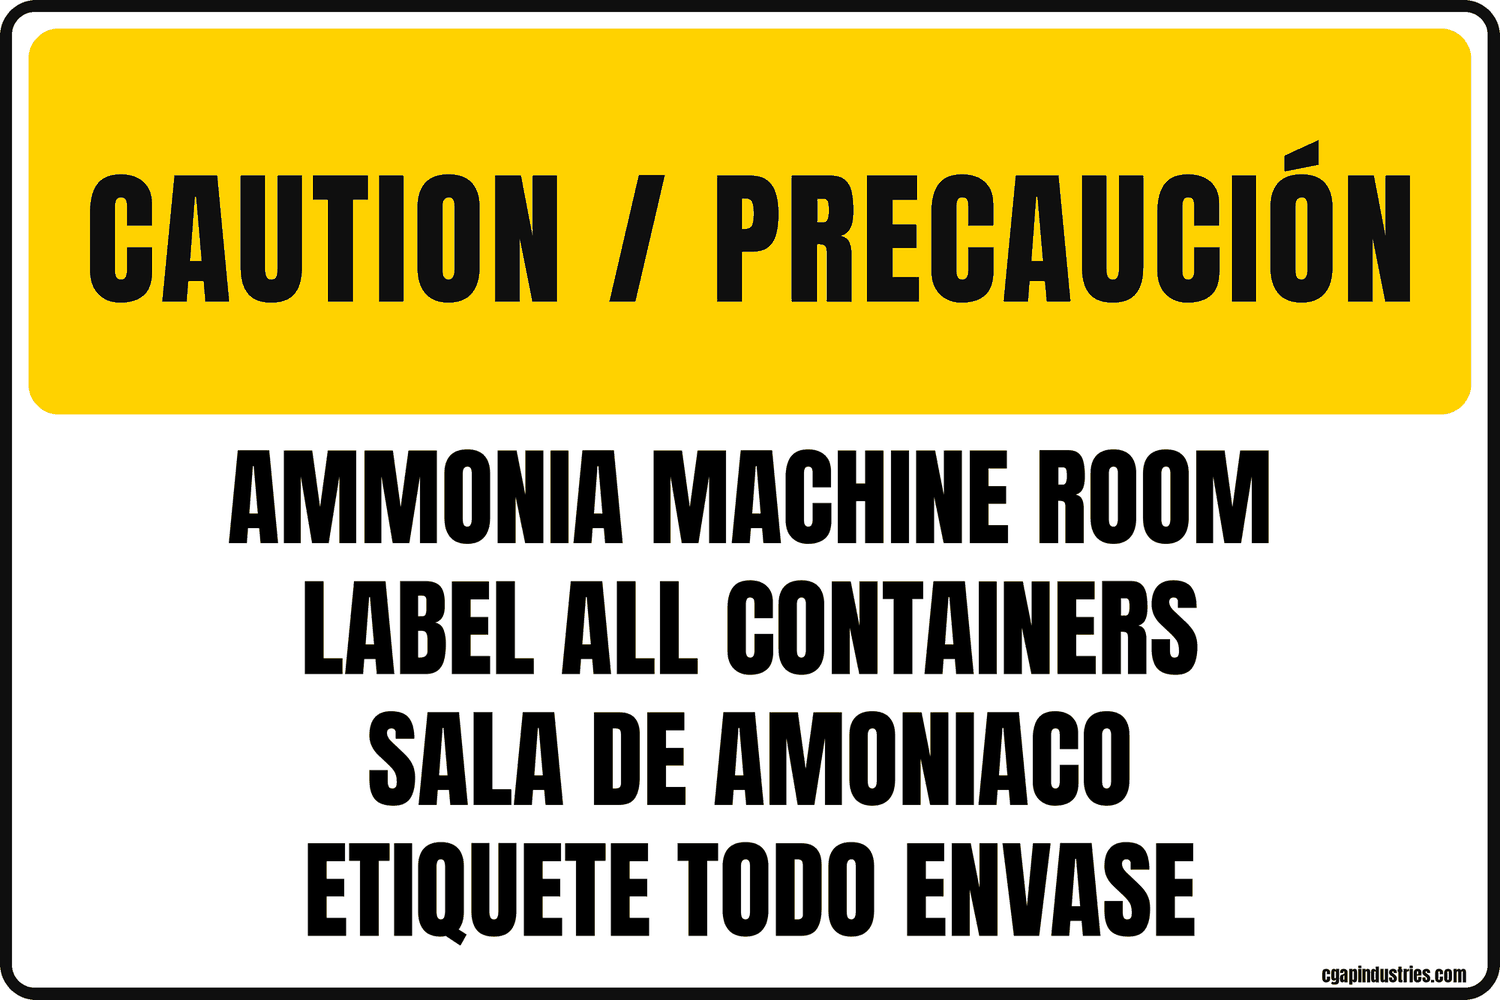 CAUTION / PRECAUCIÓN
AMMONIA MACHINE ROOM
LABEL ALL CONTAINERS
SALA DE AMONIACO
ETIQUETE TODO ENVASE
cgapindustries.com